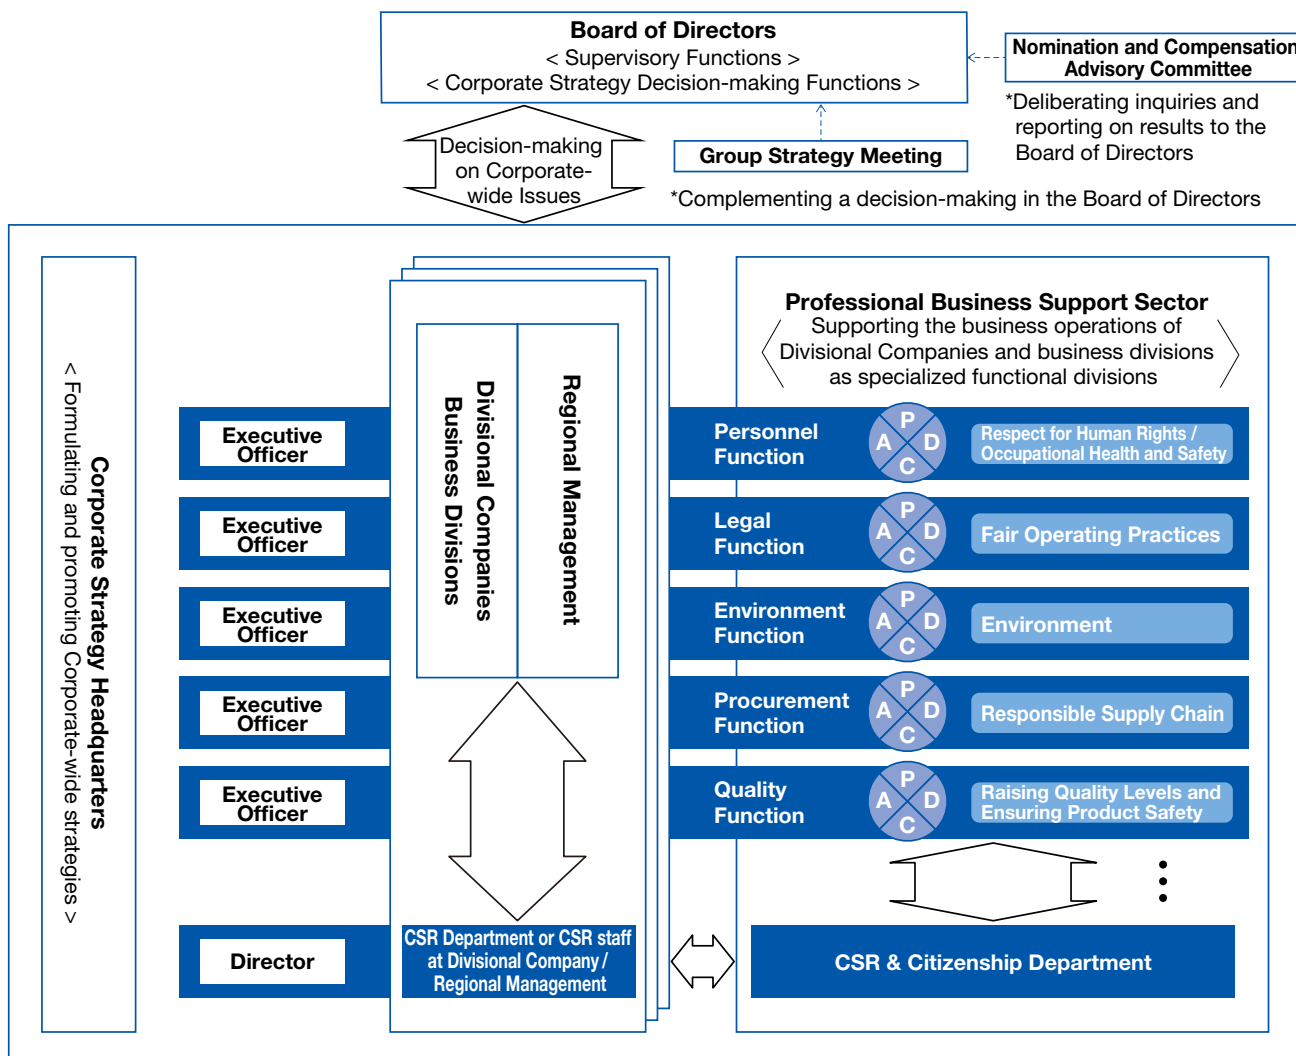 Board of Directors
< Supervisory Functions >
< Corporate Strategy Decision-making Functions >
Nomination and Compensation
Advisory Committee
*Deliberating inquiries and
reporting on results to the
Board of Directors
Decision-making
on Corporate-
wide Issues
Group Strategy Meeting
*Complementing a decision-making in the Board of Directors
Corporate Strategy Headquarters
< Formulating and promoting Corporate-wide strategies >
Divisional Companies
Business Divisions
Regional Management
Professional Business Support Sector
Supporting the business operations of
Divisional Companies and business divisions
as specialized functional divisions
Executive
Officer
Personnel
Function
P
A D
C
Respect for Human Rights /
Occupational Health and Safety
Executive
Officer
Legal
Function
P
A D
C
Fair Operating Practices
Executive
Officer
Environment
Function
P
A D
C
Environment
Executive
Officer
Procurement
Function
P
A D
C
Responsible Supply Chain
Executive
Officer
Quality
Function
P
A D
C
Raising Quality Levels and
Ensuring Product Safety
Director
CSR Department or CSR staff
at Divisional Company /
Regional Management
CSR & Citizenship Department